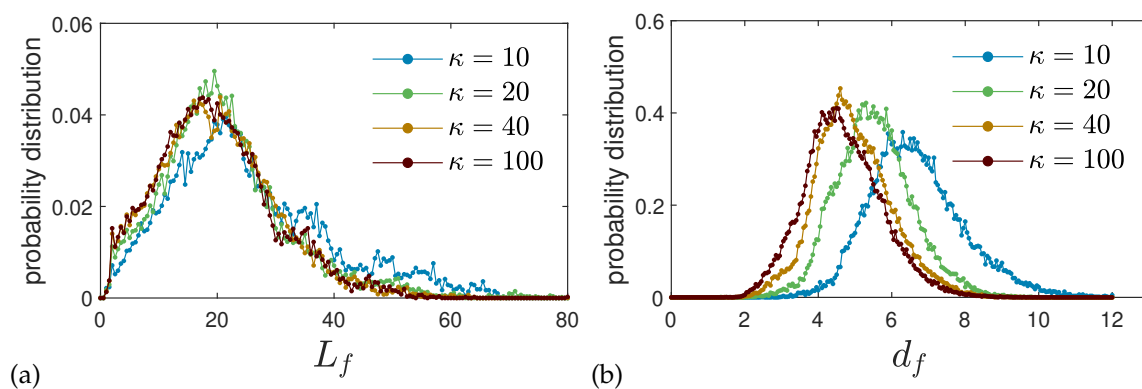 0.06
0.04
0.02
0
probability distribution
κ = 10
κ = 20
κ = 40
κ = 100
0 20 40 60 80
L_f
(a)
0.6
0.4
0.2
0
probability distribution
κ = 10
κ = 20
κ = 40
κ = 100
0 2 4 6 8 10 12
d_f
(b)